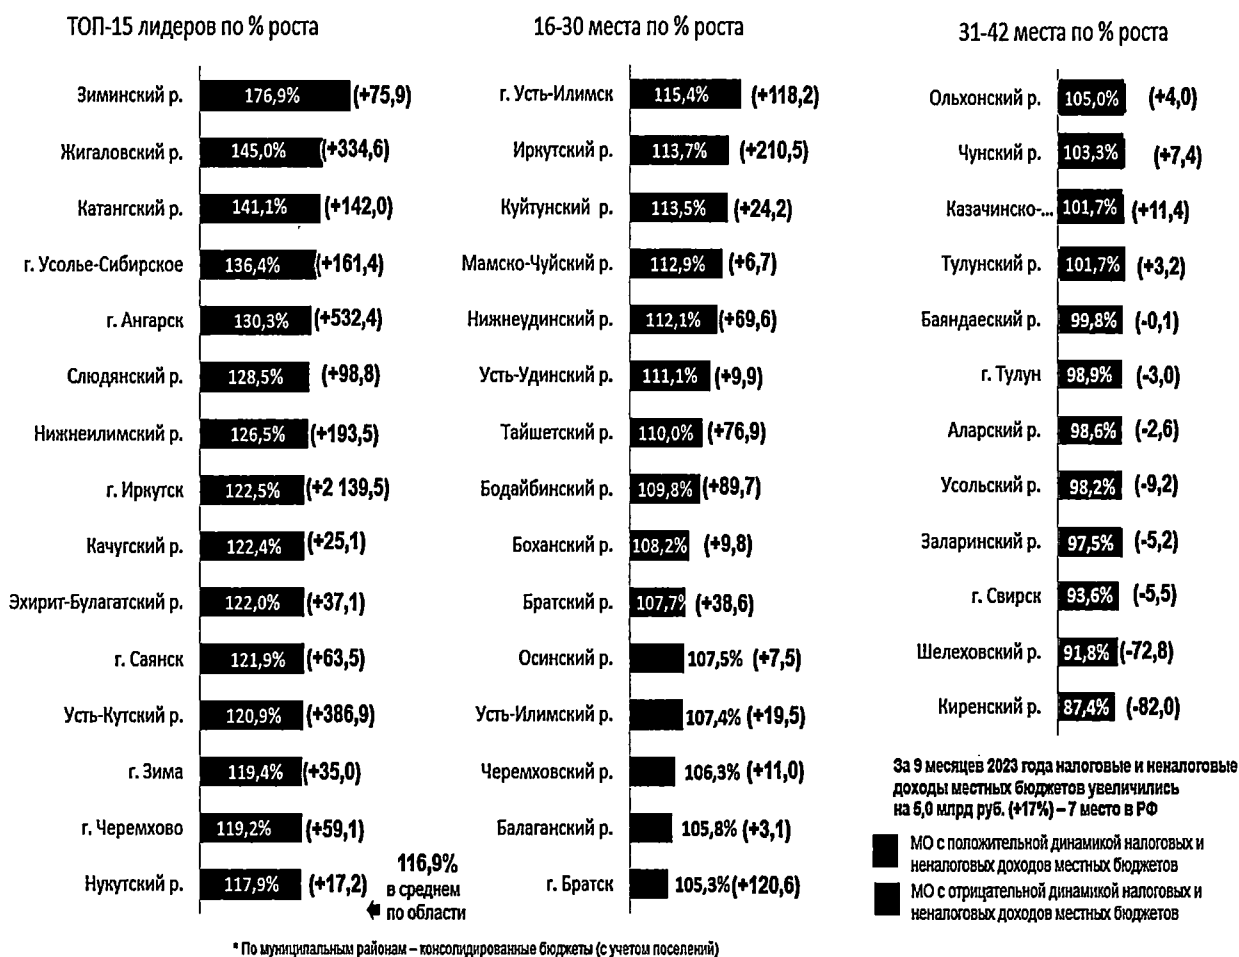 ТОП-15 лидеров по % роста
Зиминский р. 176,9% (+75,9)
Жигаловский р. 145,0% (+334,6)
Катангский р. 141,1% (+142,0)
г. Усолье-Сибирское 136,4% (+161,4)
г. Ангарск 130,3% (+532,4)
Слюдянский р. 128,5% (+98,8)
Нижнеилимский р. 126,5% (+193,5)
г. Иркутск 122,5% (+2 139,5)
Качугский р. 122,4% (+25,1)
Эхирит-Булагатский р. 122,0% (+37,1)
г. Саянск 121,9% (+63,5)
Усть-Кутский р. 120,9% (+386,9)
г. Зима 119,4% (+35,0)
г. Черемхово 119,2% (+59,1)
Нукутский р. 117,9% (+17,2)
116,9%
в среднем
по области
16-30 места по % роста
г. Усть-Илимск 115,4% (+118,2)
Иркутский р. 113,7% (+210,5)
Куйтунский р. 113,5% (+24,2)
Мамско-Чуйский р. 112,9% (+6,7)
Нижнеудинский р. 112,1% (+69,6)
Усть-Удинский р. 111,1% (+9,9)
Тайшетский р. 110,0% (+76,9)
Бодайбинский р. 109,8% (+89,7)
Боханский р. 108,2% (+9,8)
Братский р. 107,7% (+38,6)
Осинский р. 107,5% (+7,5)
Усть-Илимский р. 107,4% (+19,5)
Черемховский р. 106,3% (+11,0)
Балаганский р. 105,8% (+3,1)
г. Братск 105,3% (+120,6)
31-42 места по % роста
Ольхонский р. 105,0% (+4,0)
Чунский р. 103,3% (+7,4)
Казачинско-... 101,7% (+11,4)
Тулунский р. 101,7% (+3,2)
Баяндаеский р. 99,8% (-0,1)
г. Тулун 98,9% (-3,0)
Аларский р. 98,6% (-2,6)
Усольский р. 98,2% (-9,2)
Заларинский р. 97,5% (-5,2)
г. Свирск 93,6% (-5,5)
Шелеховский р. 91,8% (-72,8)
Киренский р. 87,4% (-82,0)
За 9 месяцев 2023 года налоговые и неналоговые
доходы местных бюджетов увеличились
на 5,0 млрд руб. (+17%) – 7 место в РФ
МО с положительной динамикой налоговых и
неналоговых доходов местных бюджетов
МО с отрицательной динамикой налоговых и
неналоговых доходов местных бюджетов
* По муниципальным районам – консолидированные бюджеты (с учетом поселений)